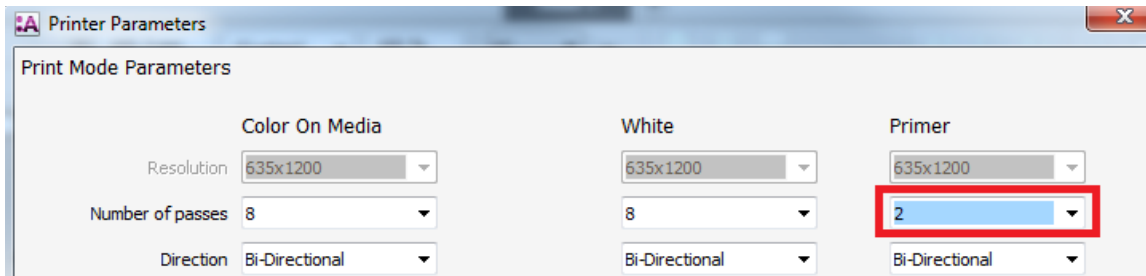 :A Printer Parameters
X
Print Mode Parameters
Color On Media White Primer
Resolution 635x1200 635x1200 635x1200
Number of passes 8 8 2
Direction Bi-Directional Bi-Directional Bi-Directional